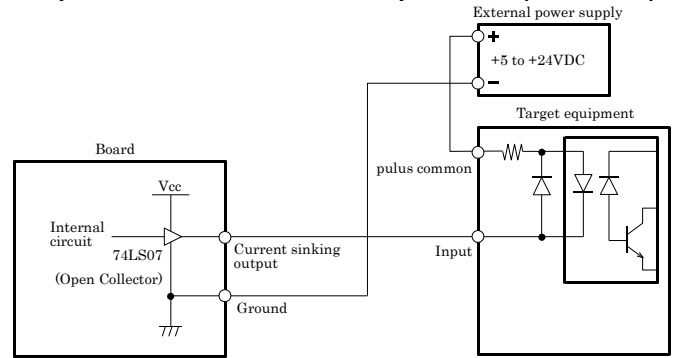 External power supply
+
+5 to +24VDC
−
Target equipment
Board
pulus common
Vcc
Internal
circuit
74LS07
(Open Collector)
Current sinking
output
Input
Ground